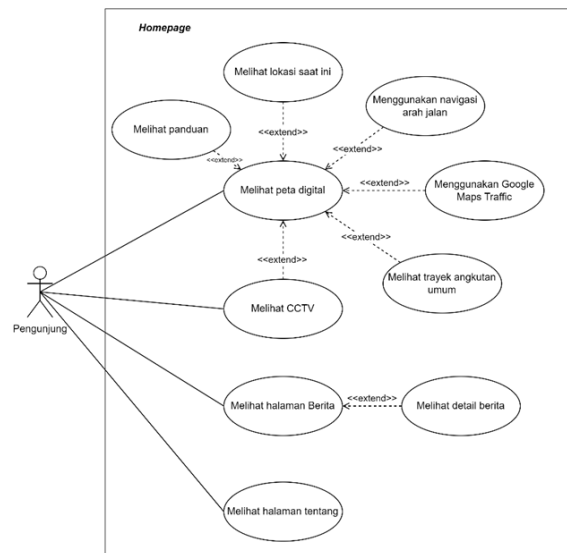 Homepage
Melihat lokasi saat ini
Menggunakan navigasi
arah jalan
Melihat panduan
<<extend>>
<<extend>>
<<extend>>
Melihat peta digital
<<extend>>
Menggunakan Google
Maps Traffic
<<extend>>
<<extend>>
Melihat trayek angkutan
umum
Melihat CCTV
Pengunjung
Melihat halaman Berita
<<extend>>
Melihat detail berita
Melihat halaman tentang